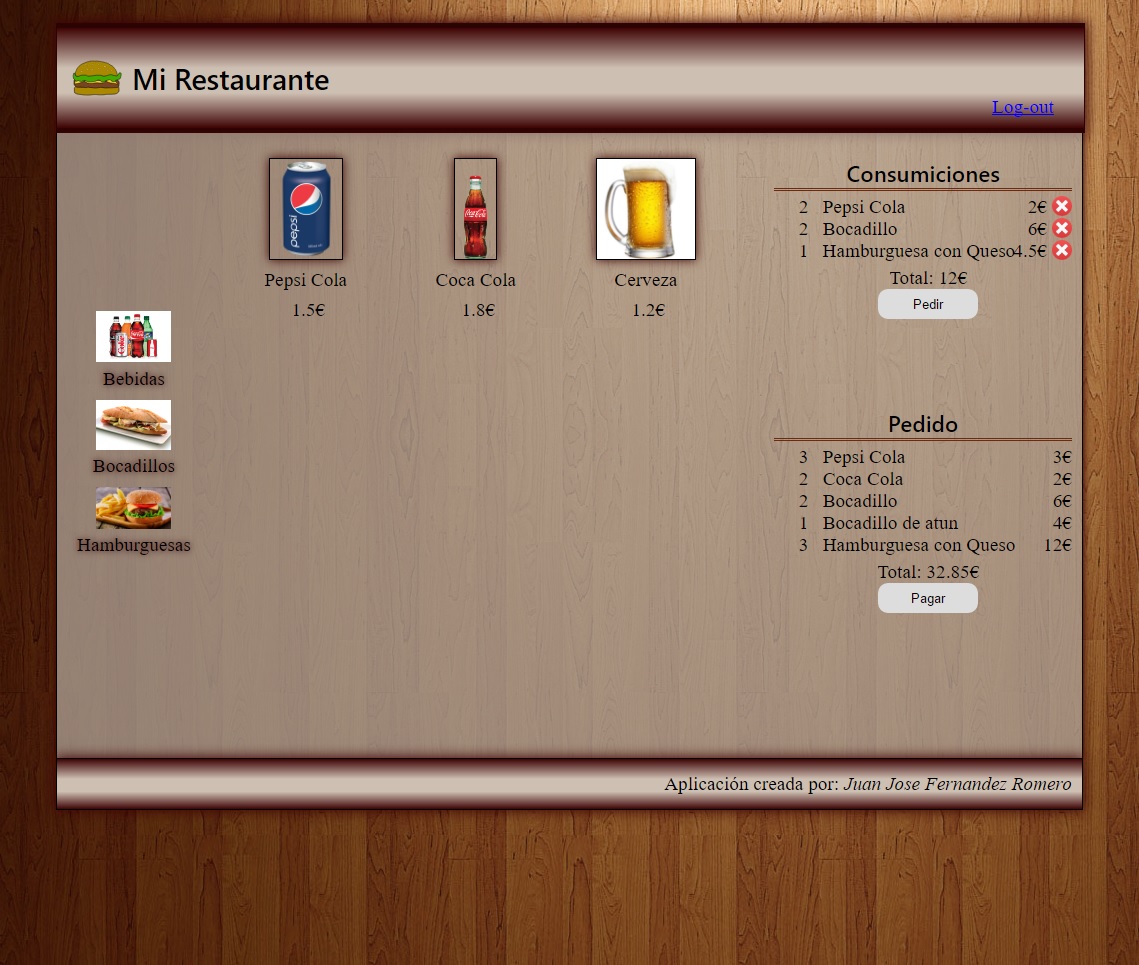 Mi Restaurante
Log-out
pepsi
Coca-Cola
Pepsi Cola
Coca Cola
Cerveza
1.5€
1.8€
1.2€
Bebidas
Bocadillos
Hamburguesas
Consumiciones
2 Pepsi Cola 2€
2 Bocadillo 6€
1 Hamburguesa con Queso4.5€
Total: 12€
Pedir
Pedido
3 Pepsi Cola 3€
2 Coca Cola 2€
2 Bocadillo 6€
1 Bocadillo de atun 4€
3 Hamburguesa con Queso 12€
Total: 32.85€
Pagar
Aplicación creada por: Juan Jose Fernandez Romero